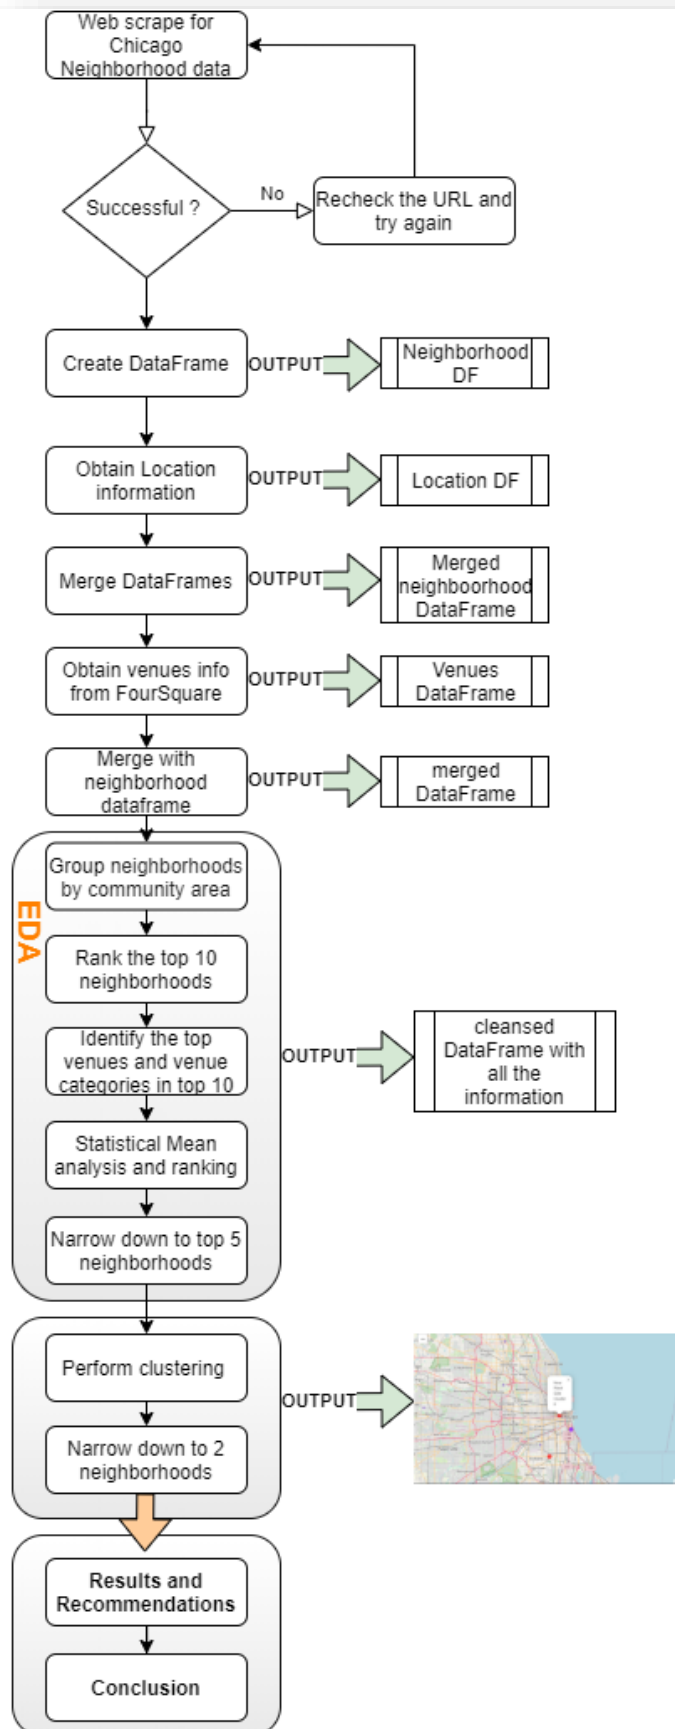 Web scrape for
Chicago
Neighborhood data
Successful ?
No
Recheck the URL and
try again
Create DataFrame
OUTPUT
Neighborhood
DF
Obtain Location
information
OUTPUT
Location DF
Merge DataFrames
OUTPUT
Merged
neighboorhood
DataFrame
Obtain venues info
from FourSquare
OUTPUT
Venues
DataFrame
Merge with
neighborhood
dataframe
OUTPUT
merged
DataFrame
EDA
Group neighborhoods
by community area
Rank the top 10
neighborhoods
Identify the top
venues and venue
categories in top 10
Statistical Mean
analysis and ranking
Narrow down to top 5
neighborhoods
OUTPUT
cleansed
DataFrame with
all the
information
Perform clustering
Narrow down to 2
neighborhoods
OUTPUT
Results and
Recommendations
Conclusion